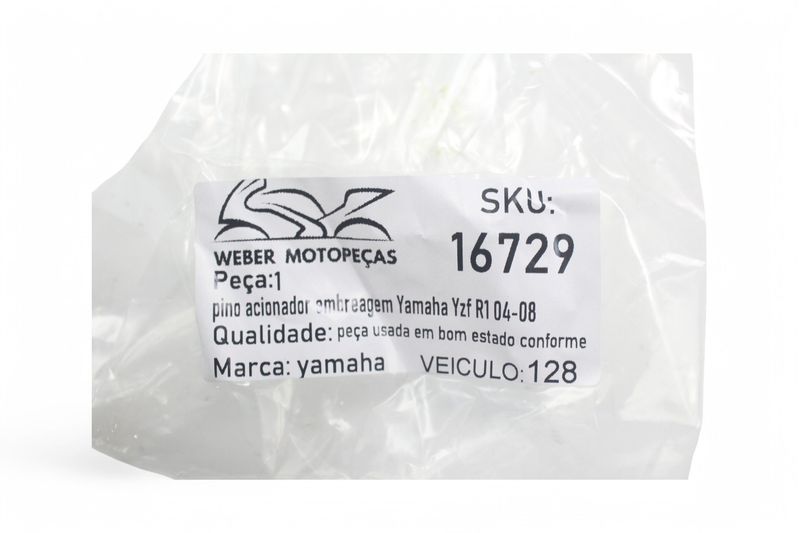 WEBER MOTOPEÇAS
SKU:
16729
Peça:1
pino acionador embreagem Yamaha Yzf R1 04-08
Qualidade: peça usada em bom estado conforme
Marca: yamaha VEICULO: 128